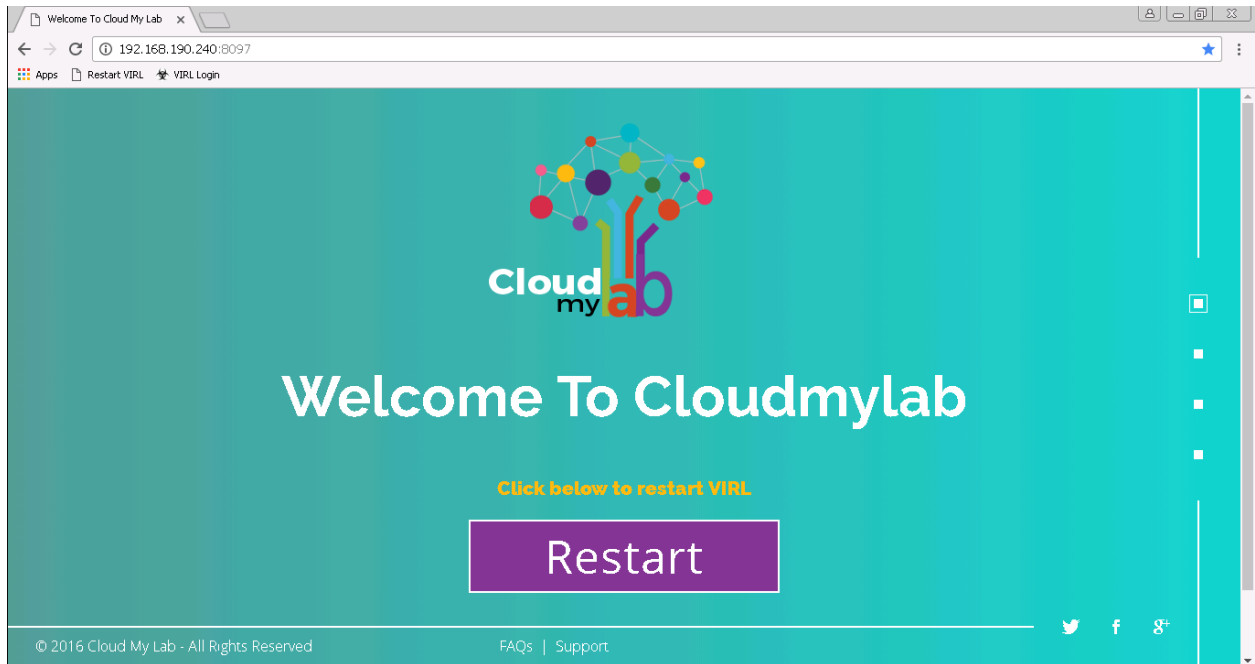 Welcome To Cloud My Lab
192.168.190.240:8097
Apps Restart VIRL VIRL Login
Cloud
my lab
Welcome To Cloudmylab
Click below to restart VIRL
Restart
© 2016 Cloud My Lab - All Rights Reserved FAQs | Support